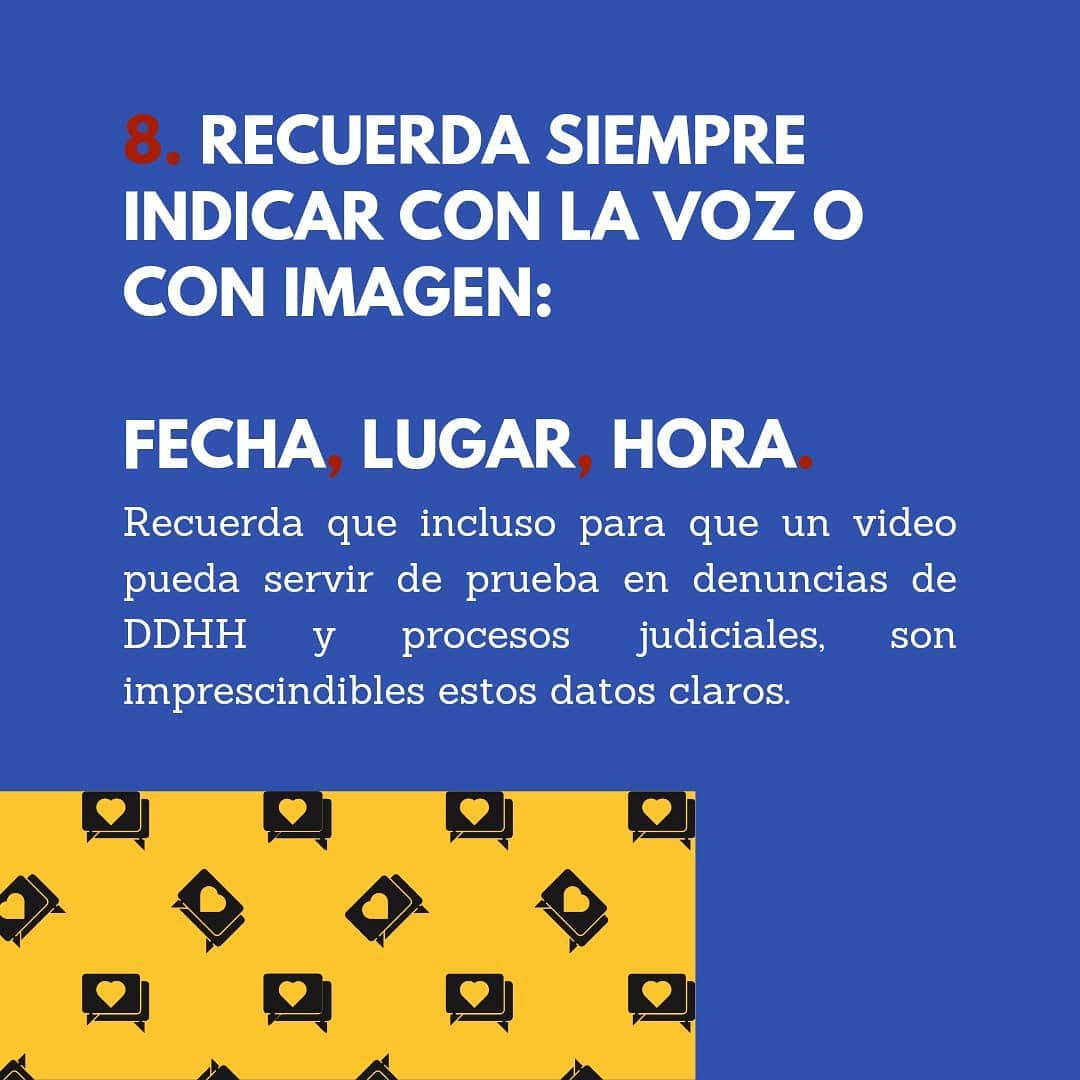 8. RECUERDA SIEMPRE
INDICAR CON LA VOZ O
CON IMAGEN:
FECHA, LUGAR, HORA.
Recuerda que incluso para que un video
pueda servir de prueba en denuncias de
DDHH y procesos judiciales, son
imprescindibles estos datos claros.